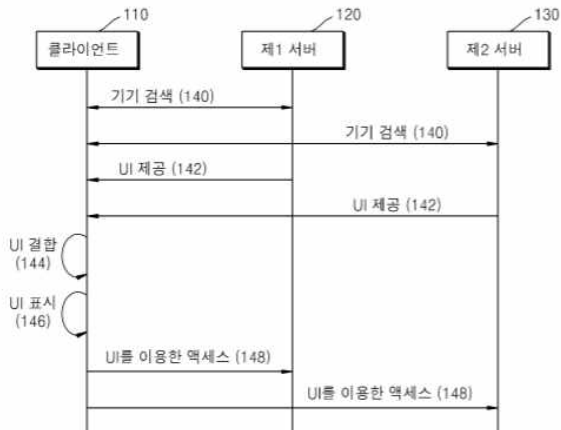 110
120
130
클라이언트
제1 서버
제2 서버
기기 검색 (140)
기기 검색 (140)
UI 제공 (142)
UI 제공 (142)
UI 결합
(144)
UI 표시
(146)
UI를 이용한 액세스 (148)
UI를 이용한 액세스 (148)